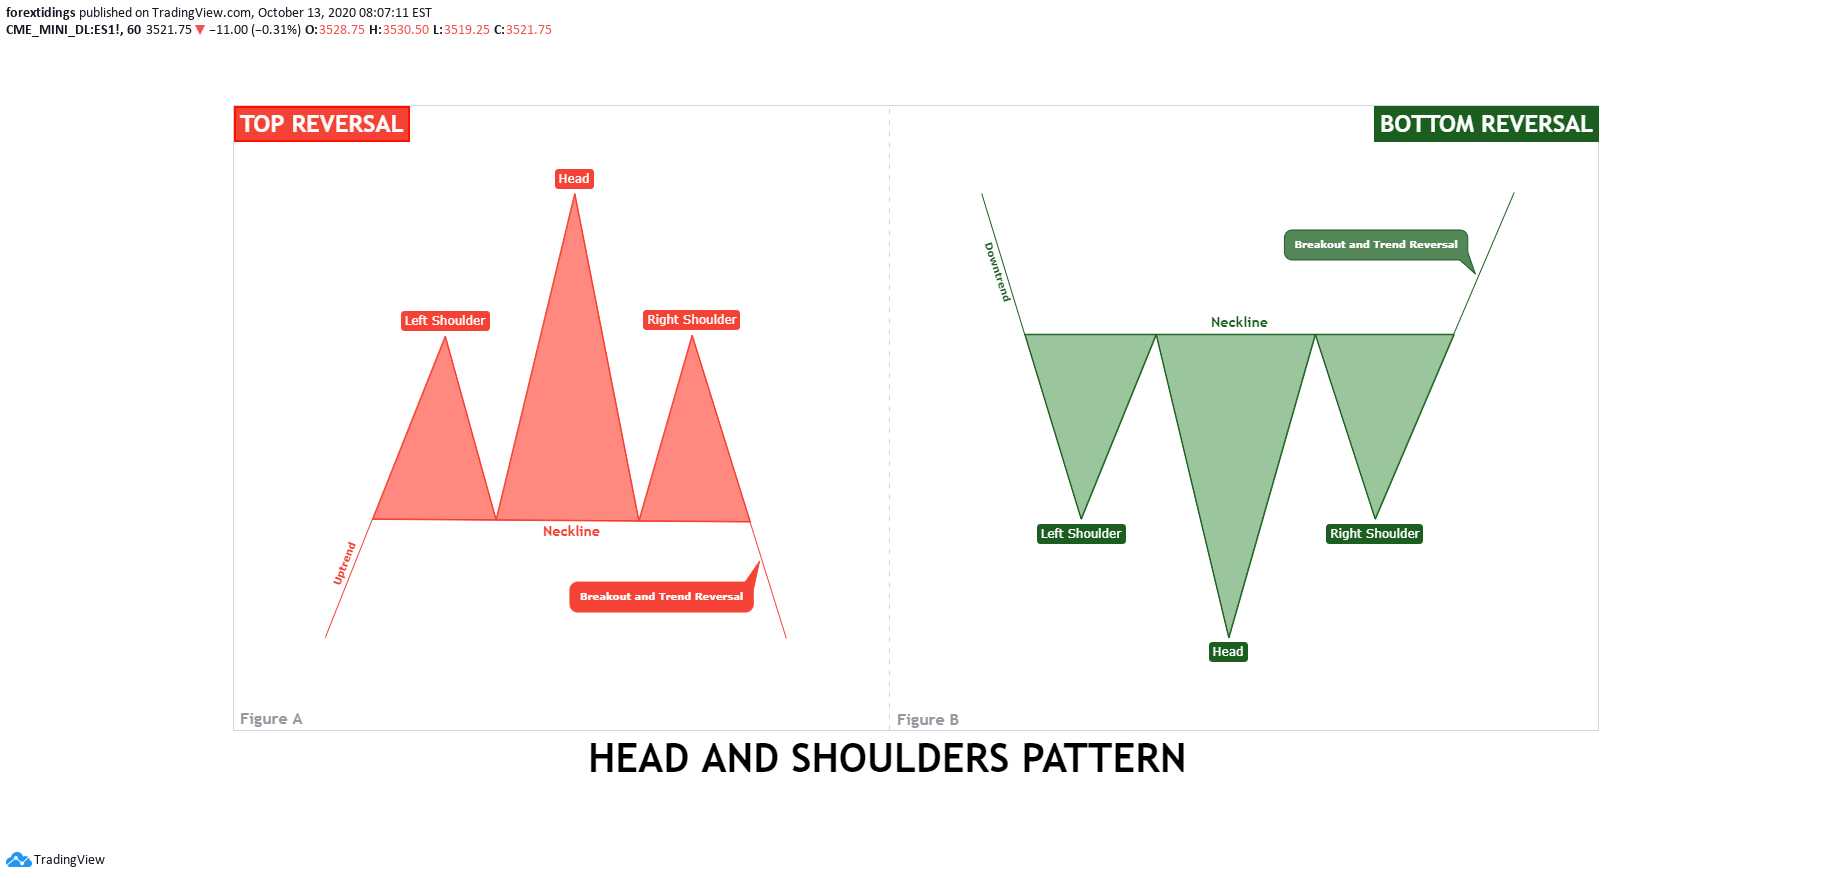 forextidings published on TradingView.com, October 13, 2020 08:07:11 EST
CME_MINI_DL:ES1!, 60 3521.75 ▼ −11.00 (−0.31%) O:3528.75 H:3530.50 L:3519.25 C:3521.75
TOP REVERSAL
Head
Left Shoulder
Right Shoulder
Neckline
Uptrend
Breakout and Trend Reversal
Figure A
BOTTOM REVERSAL
Downtrend
Breakout and Trend Reversal
Neckline
Left Shoulder
Right Shoulder
Head
Figure B
HEAD AND SHOULDERS PATTERN
TradingView